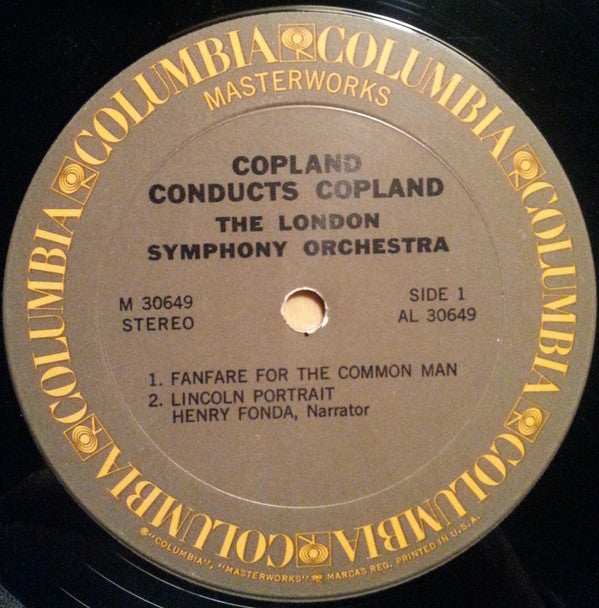 COLUMBIA COLUMBIA COLUMBIA COLUMBIA COLUMBIA COLUMBIA COLUMBIA COLUMBIA
MASTERWORKS
COPLAND
CONDUCTS COPLAND
THE LONDON
SYMPHONY ORCHESTRA
M 30649
STEREO
SIDE 1
AL 30649
1. FANFARE FOR THE COMMON MAN
2. LINCOLN PORTRAIT
HENRY FONDA, Narrator
®"COLUMBIA", "MASTERWORKS" MARCAS REG. PRINTED IN U.S.A.